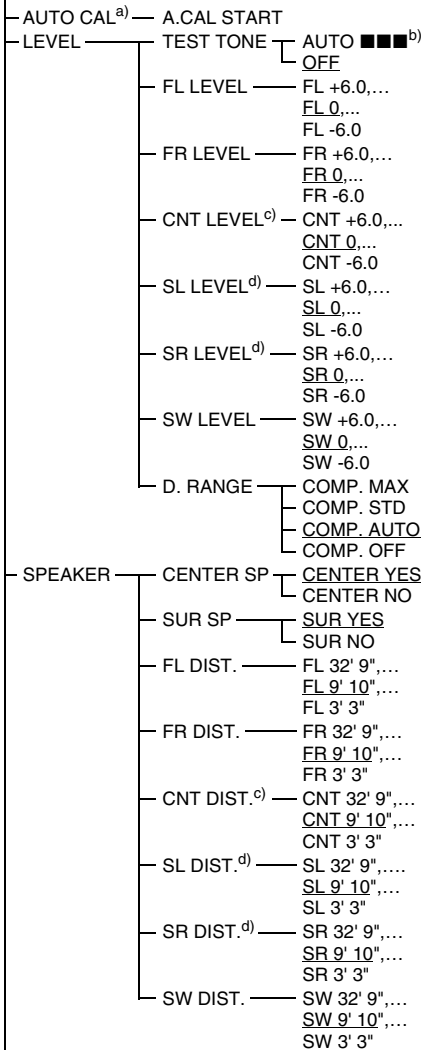 AUTO CALa) A.CAL START
LEVEL TEST TONE AUTO ■■■b)
OFF
FL LEVEL FL +6.0,…
FL 0,...
FL -6.0
FR LEVEL FR +6.0,…
FR 0,...
FR -6.0
CNT LEVELc) CNT +6.0,...
CNT 0,...
CNT -6.0
SL LEVELd) SL +6.0,…
SL 0,...
SL -6.0
SR LEVELd) SR +6.0,…
SR 0,...
SR -6.0
SW LEVEL SW +6.0,…
SW 0,...
SW -6.0
D. RANGE COMP. MAX
COMP. STD
COMP. AUTO
COMP. OFF
SPEAKER CENTER SP CENTER YES
CENTER NO
SUR SP SUR YES
SUR NO
FL DIST. FL 32' 9",…
FL 9' 10",…
FL 3' 3"
FR DIST. FR 32' 9",…
FR 9' 10",…
FR 3' 3"
CNT DIST.c) CNT 32' 9",…
CNT 9' 10",…
CNT 3' 3"
SL DIST.d) SL 32' 9",….
SL 9' 10",…
SL 3' 3"
SR DIST.d) SR 32' 9",…
SR 9' 10",…
SR 3' 3"
SW DIST. SW 32' 9",…
SW 9' 10",…
SW 3' 3"